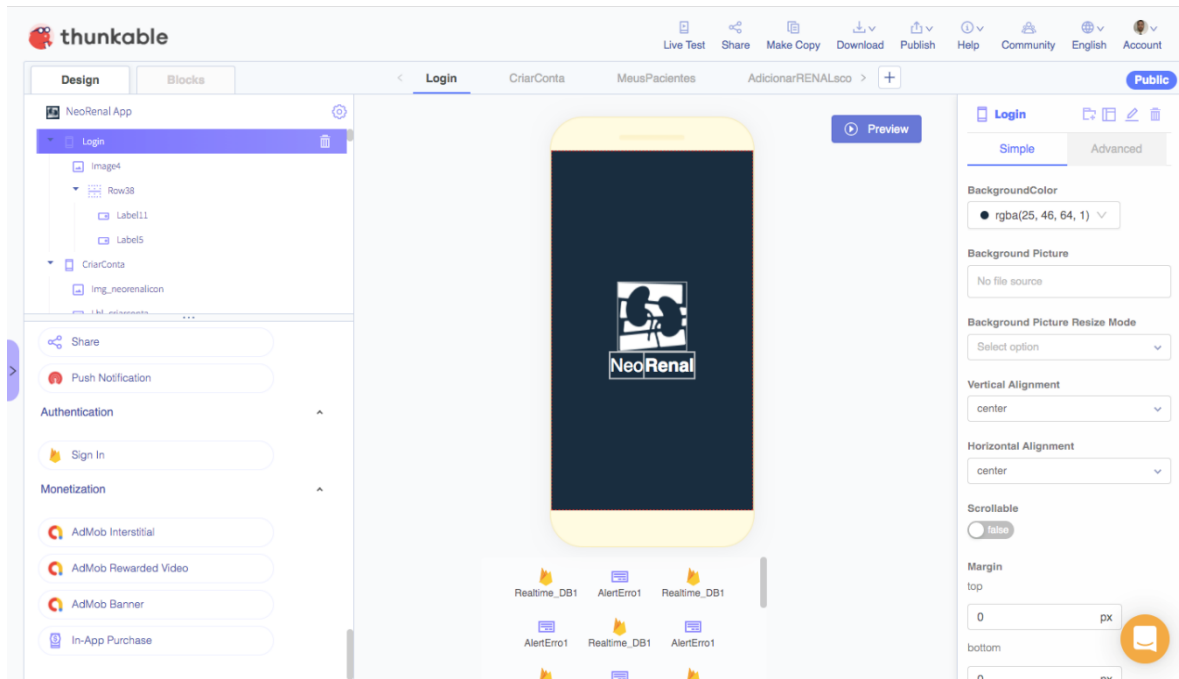 thunkable
Live Test Share Make Copy Download Publish Help Community English Account
Design Blocks
Login CriarConta MeusPacientes AdicionarRENALsco
Public
NeoRenal App
Login
Image4
Row38
Label11
Label5
CriarConta
Img_neorenalicon
Share
Push Notification
Authentication
Sign In
Monetization
AdMob Interstitial
AdMob Rewarded Video
AdMob Banner
In-App Purchase
Preview
NeoRenal
Realtime_DB1 AlertErro1 Realtime_DB1
AlertErro1 Realtime_DB1 AlertErro1
Login
Simple Advanced
BackgroundColor
rgba(25, 46, 64, 1)
Background Picture
No file source
Background Picture Resize Mode
Select option
Vertical Alignment
center
Horizontal Alignment
center
Scrollable
false
Margin
top
0 px
bottom
0 px